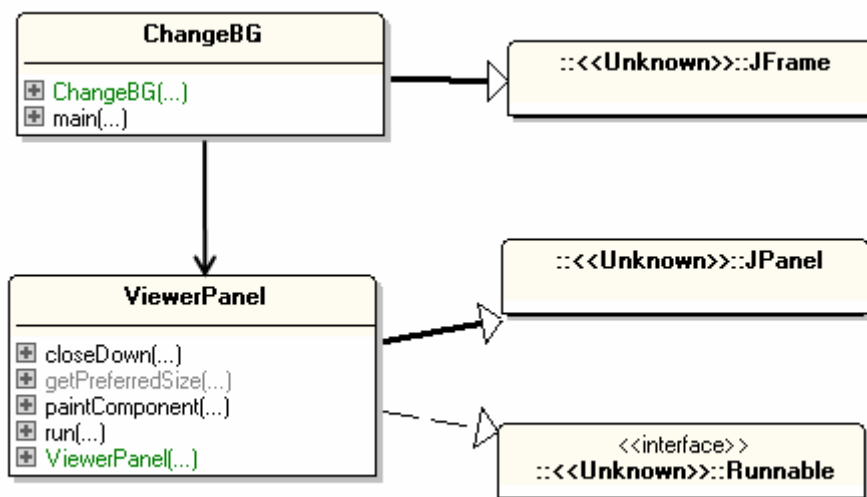 ChangeBG
ChangeBG(...)
main(...)
::<<Unknown>>::JFrame
::<<Unknown>>::JPanel
ViewerPanel
closeDown(...)
getPreferredSize(...)
paintComponent(...)
run(...)
ViewerPanel(...)
<<interface>>
::<<Unknown>>::Runnable